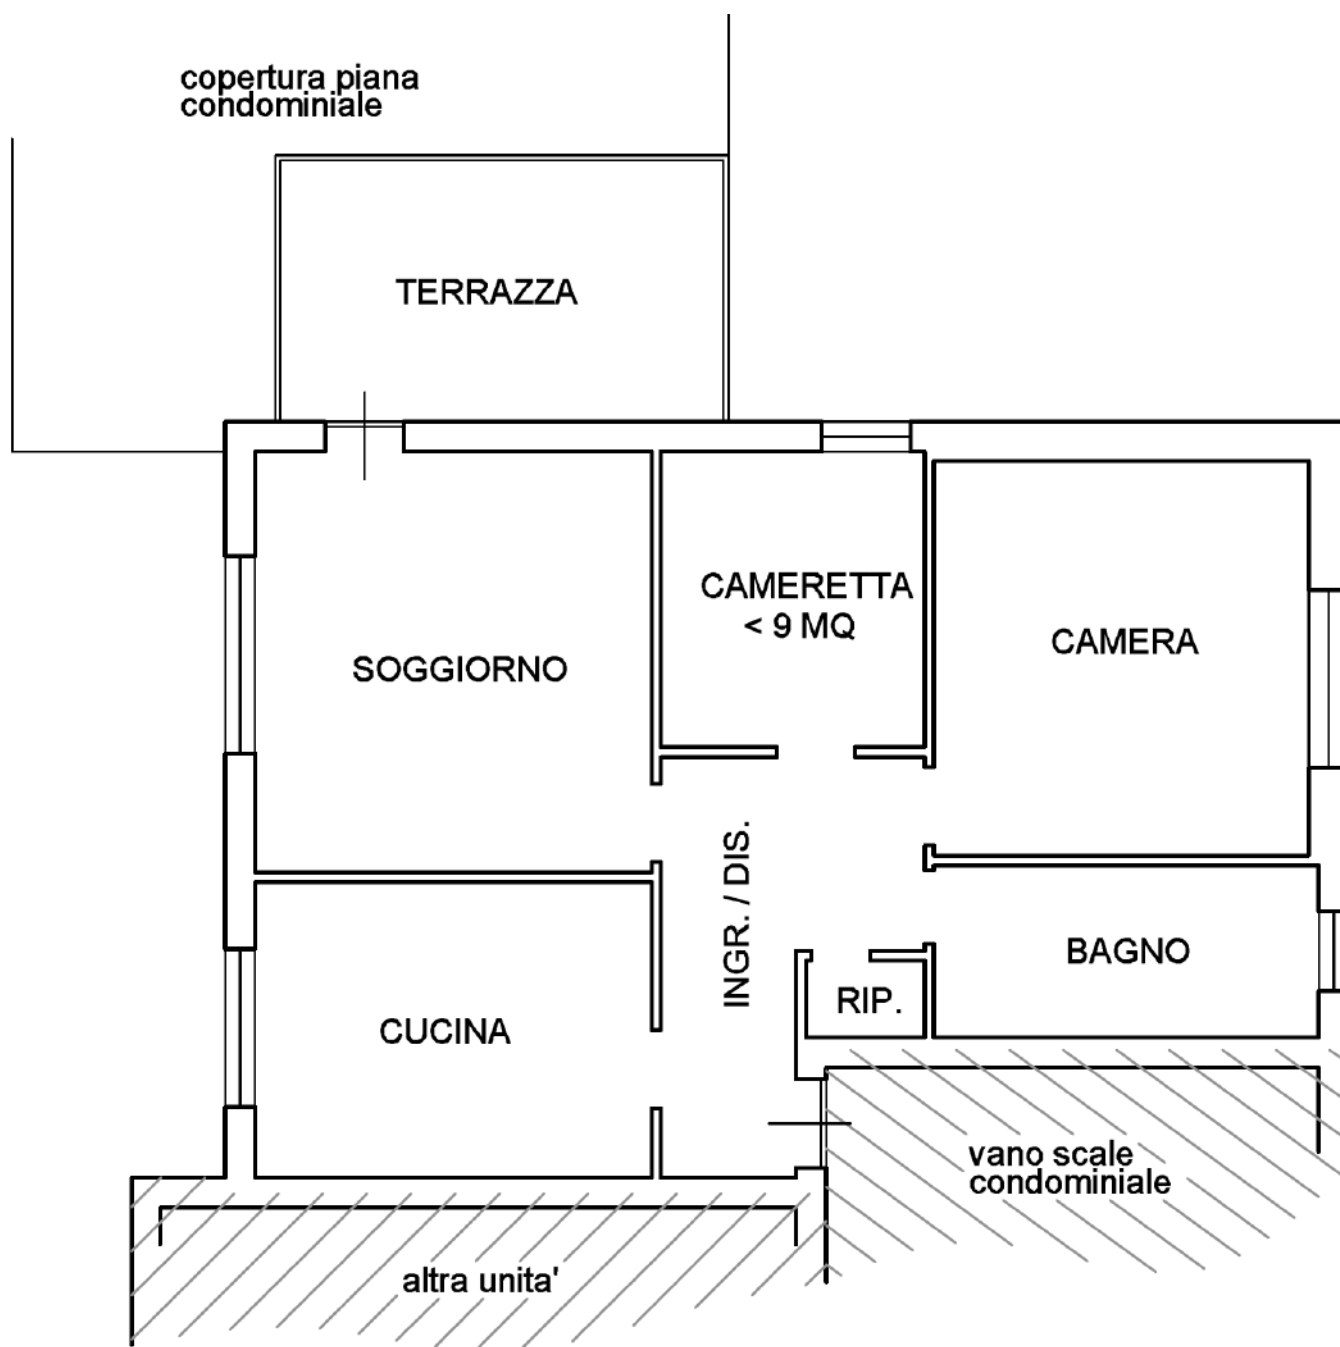 copertura piana
condominiale
TERRAZZA
CAMERETTA
< 9 MQ
CAMERA
SOGGIORNO
INGR. / DIS.
BAGNO
RIP.
CUCINA
vano scale
condominiale
altra unita'